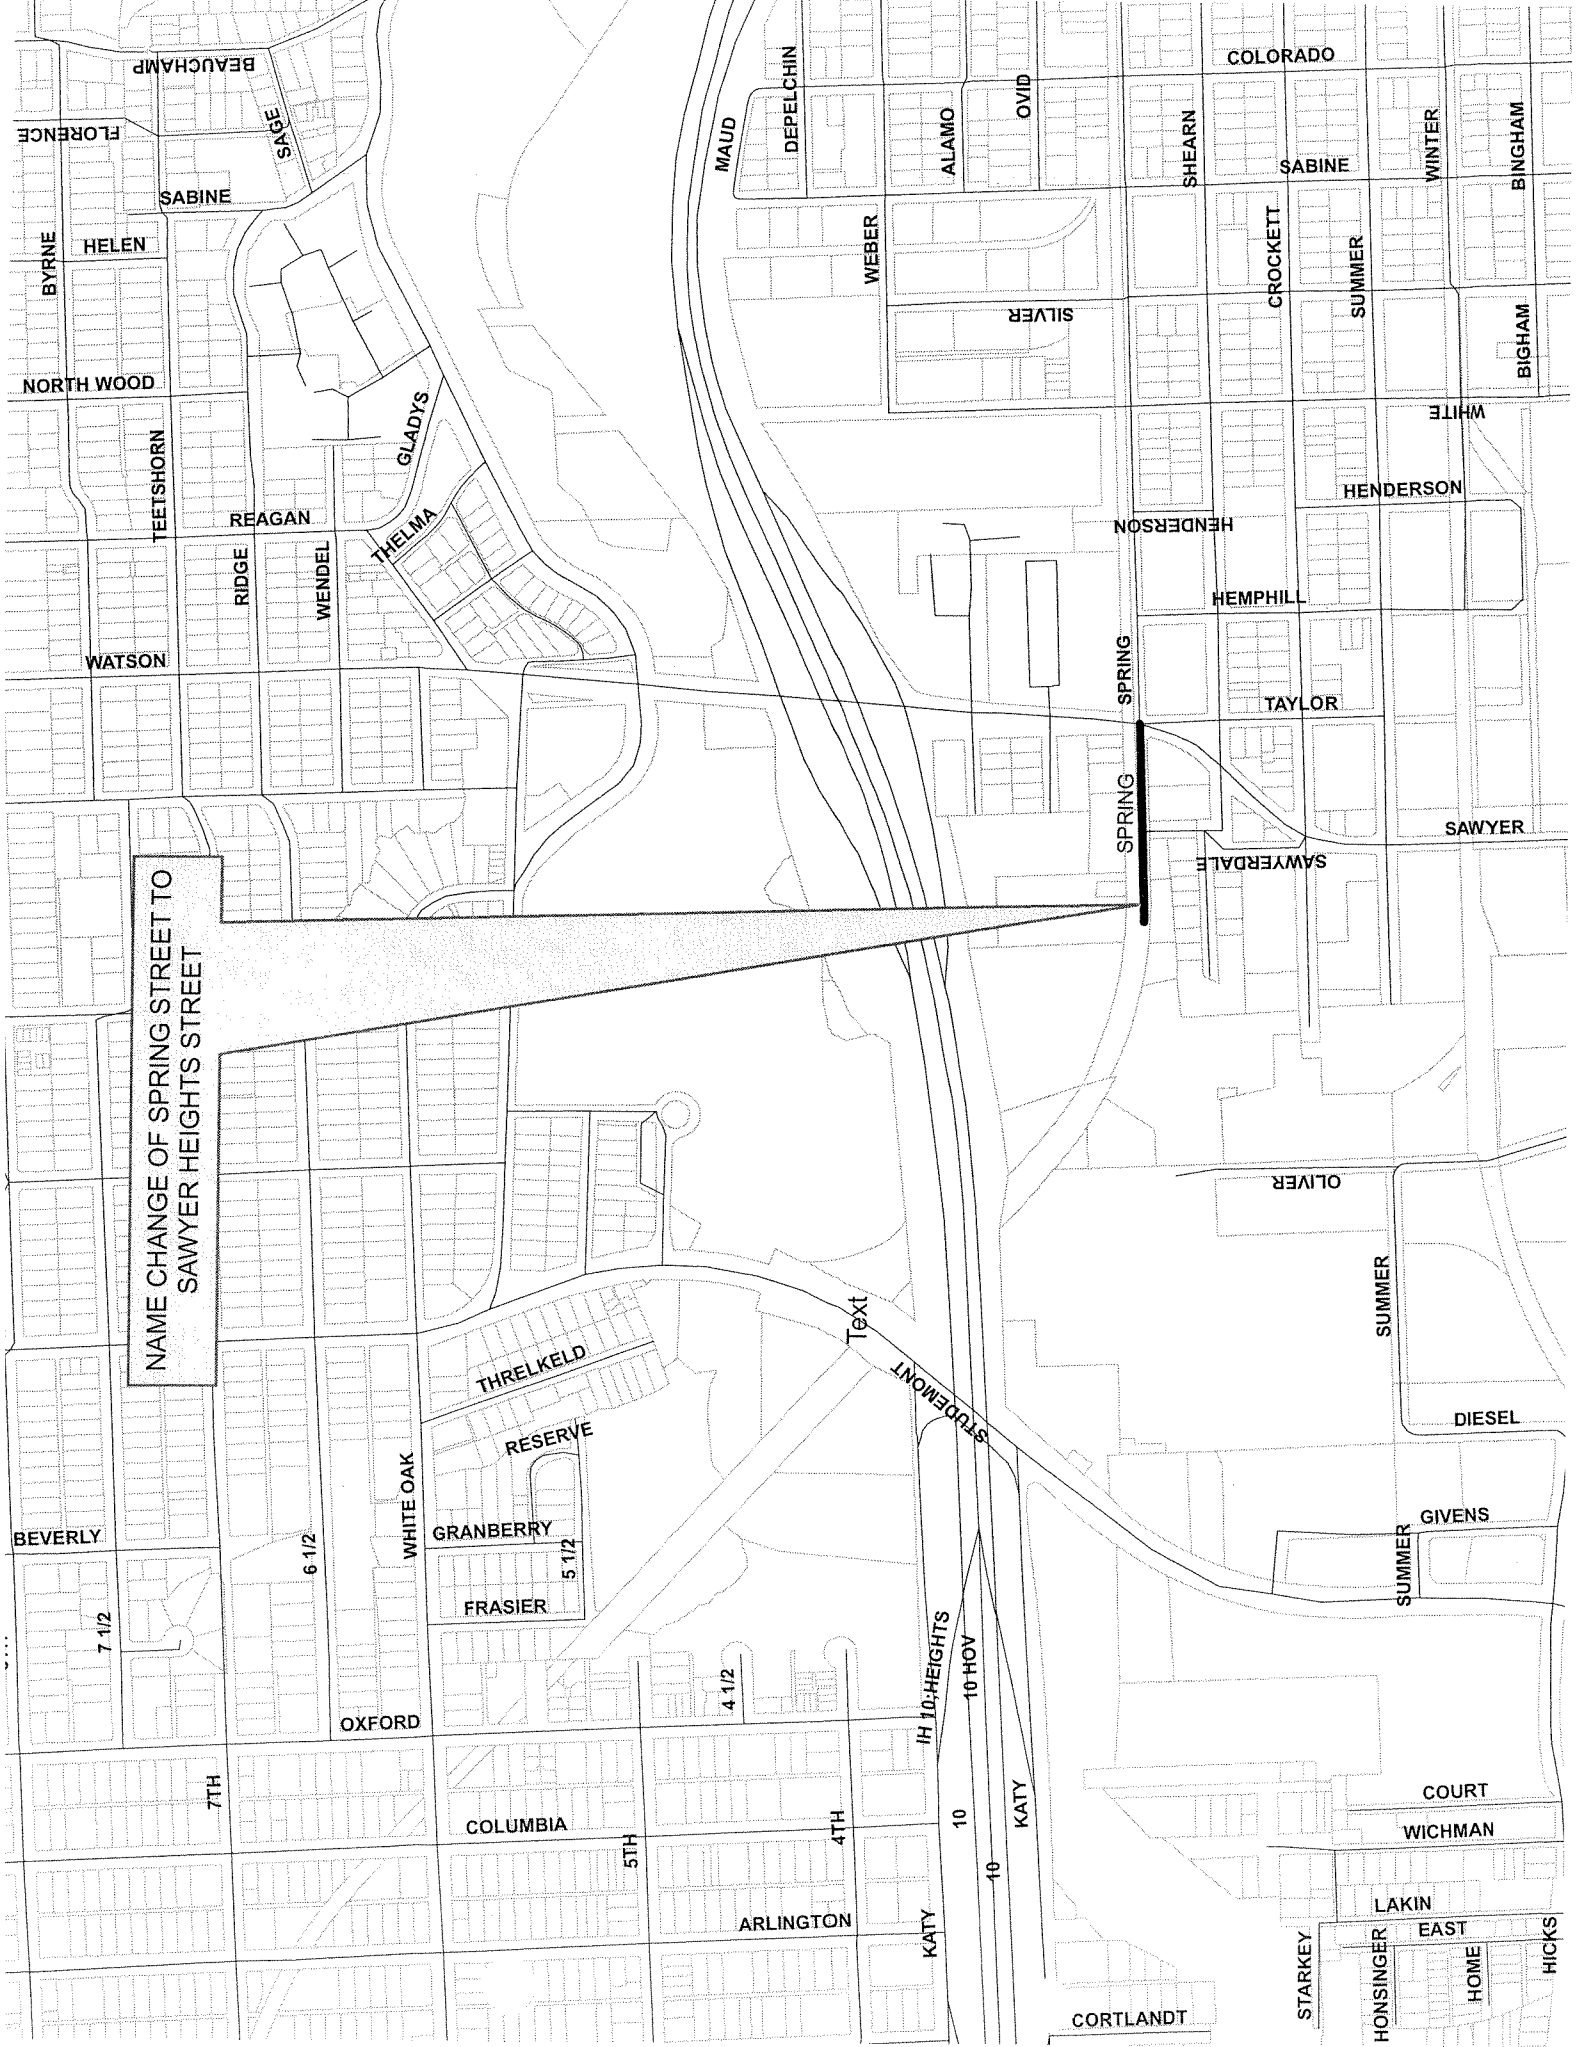 NAME CHANGE OF SPRING STREET TO
SAWYER HEIGHTS STREET
BEAUCHAMP
FLORENCE
SAGE
SABINE
HELEN
BYRNE
NORTH WOOD
GLADYS
TEETSHORN
REAGAN
THELMA
RIDGE
WENDEL
WATSON
MAUD
DEPELCHIN
ALAMO
OVID
COLORADO
SHEARN
SABINE
WINTER
BINGHAM
WEBER
CROCKETT
SUMMER
SILVER
BIGHAM
WHITE
HENDERSON
HENDERSON
HEMPHILL
SPRING
TAYLOR
SPRING
SAWYER
SAWYERDALE
OLIVER
SUMMER
Text
STUDEMONT
THRELKELD
RESERVE
DIESEL
WHITE OAK
GRANBERRY
BEVERLY
6 1/2
5 1/2
GIVENS
SUMMER
FRASIER
7 1/2
IH 10;HEIGHTS
10 HOV
4 1/2
OXFORD
7TH
COLUMBIA
5TH
4TH
10
KATY
10
COURT
WICHMAN
ARLINGTON
KATY
LAKIN
EAST
STARKEY
HONSINGER
HOME
HICKS
CORTLANDT